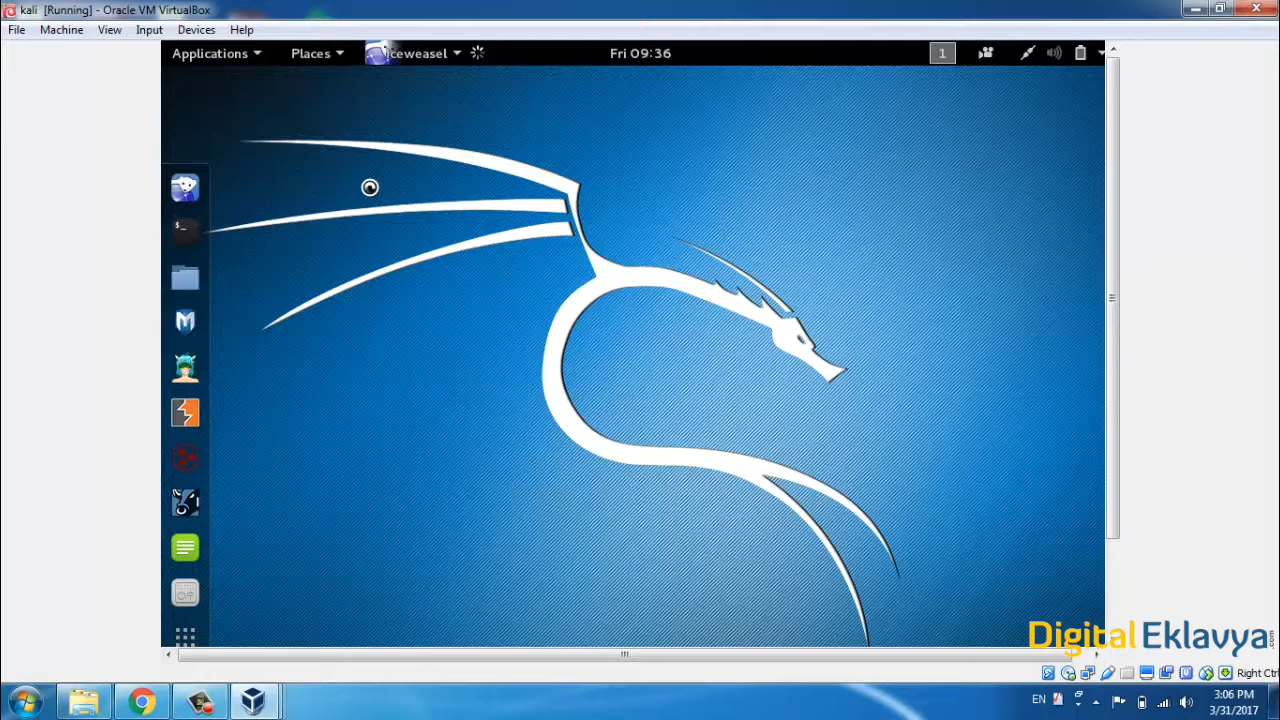 kali [Running] - Oracle VM VirtualBox
File Machine View Input Devices Help
Applications Places Iceweasel Fri 09:36 1
$_
M
Digital Eklavya.com
Right Ctrl
EN 3:06 PM
3/31/2017